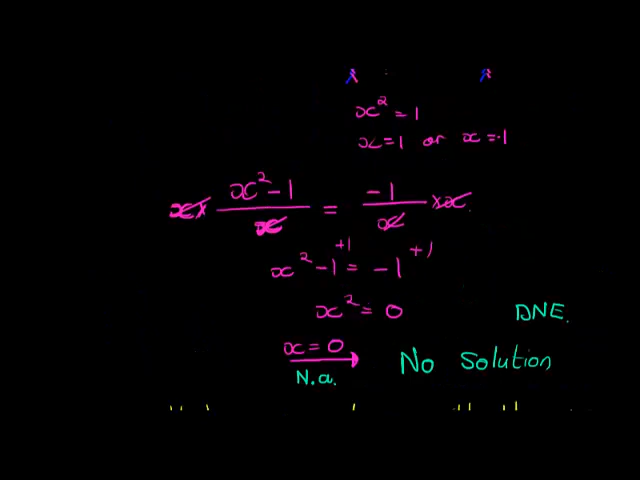 x² = 1
x = 1 or x = -1
x× (x² - 1)/x = -1/x ×x
x² - 1 +1 = -1 +1
x² = 0 DNE.
x = 0
N.a. No Solution